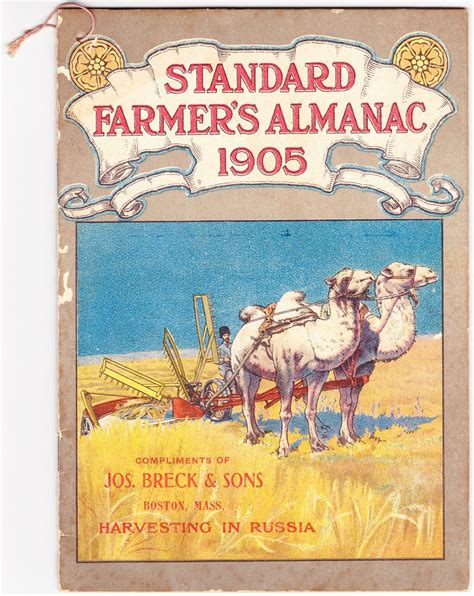 STANDARD
FARMER'S ALMANAC
1905
COMPLIMENTS OF
JOS. BRECK & SONS
BOSTON, MASS.
HARVESTING IN RUSSIA